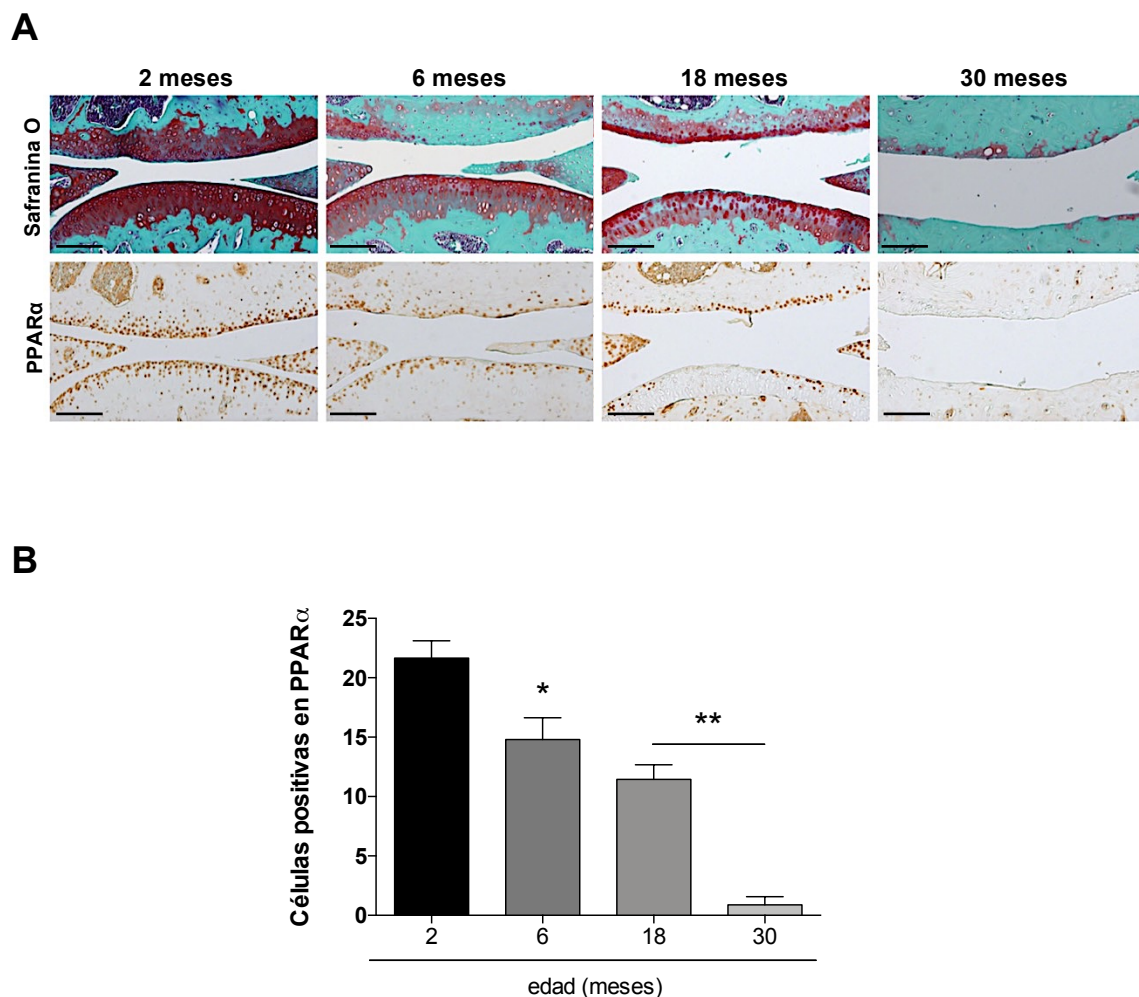 A
2 meses 6 meses 18 meses 30 meses
Safranina O
PPARα
B
Células positivas en PPARα
25
20
15
10
5
0
*
**
2 6 18 30
edad (meses)